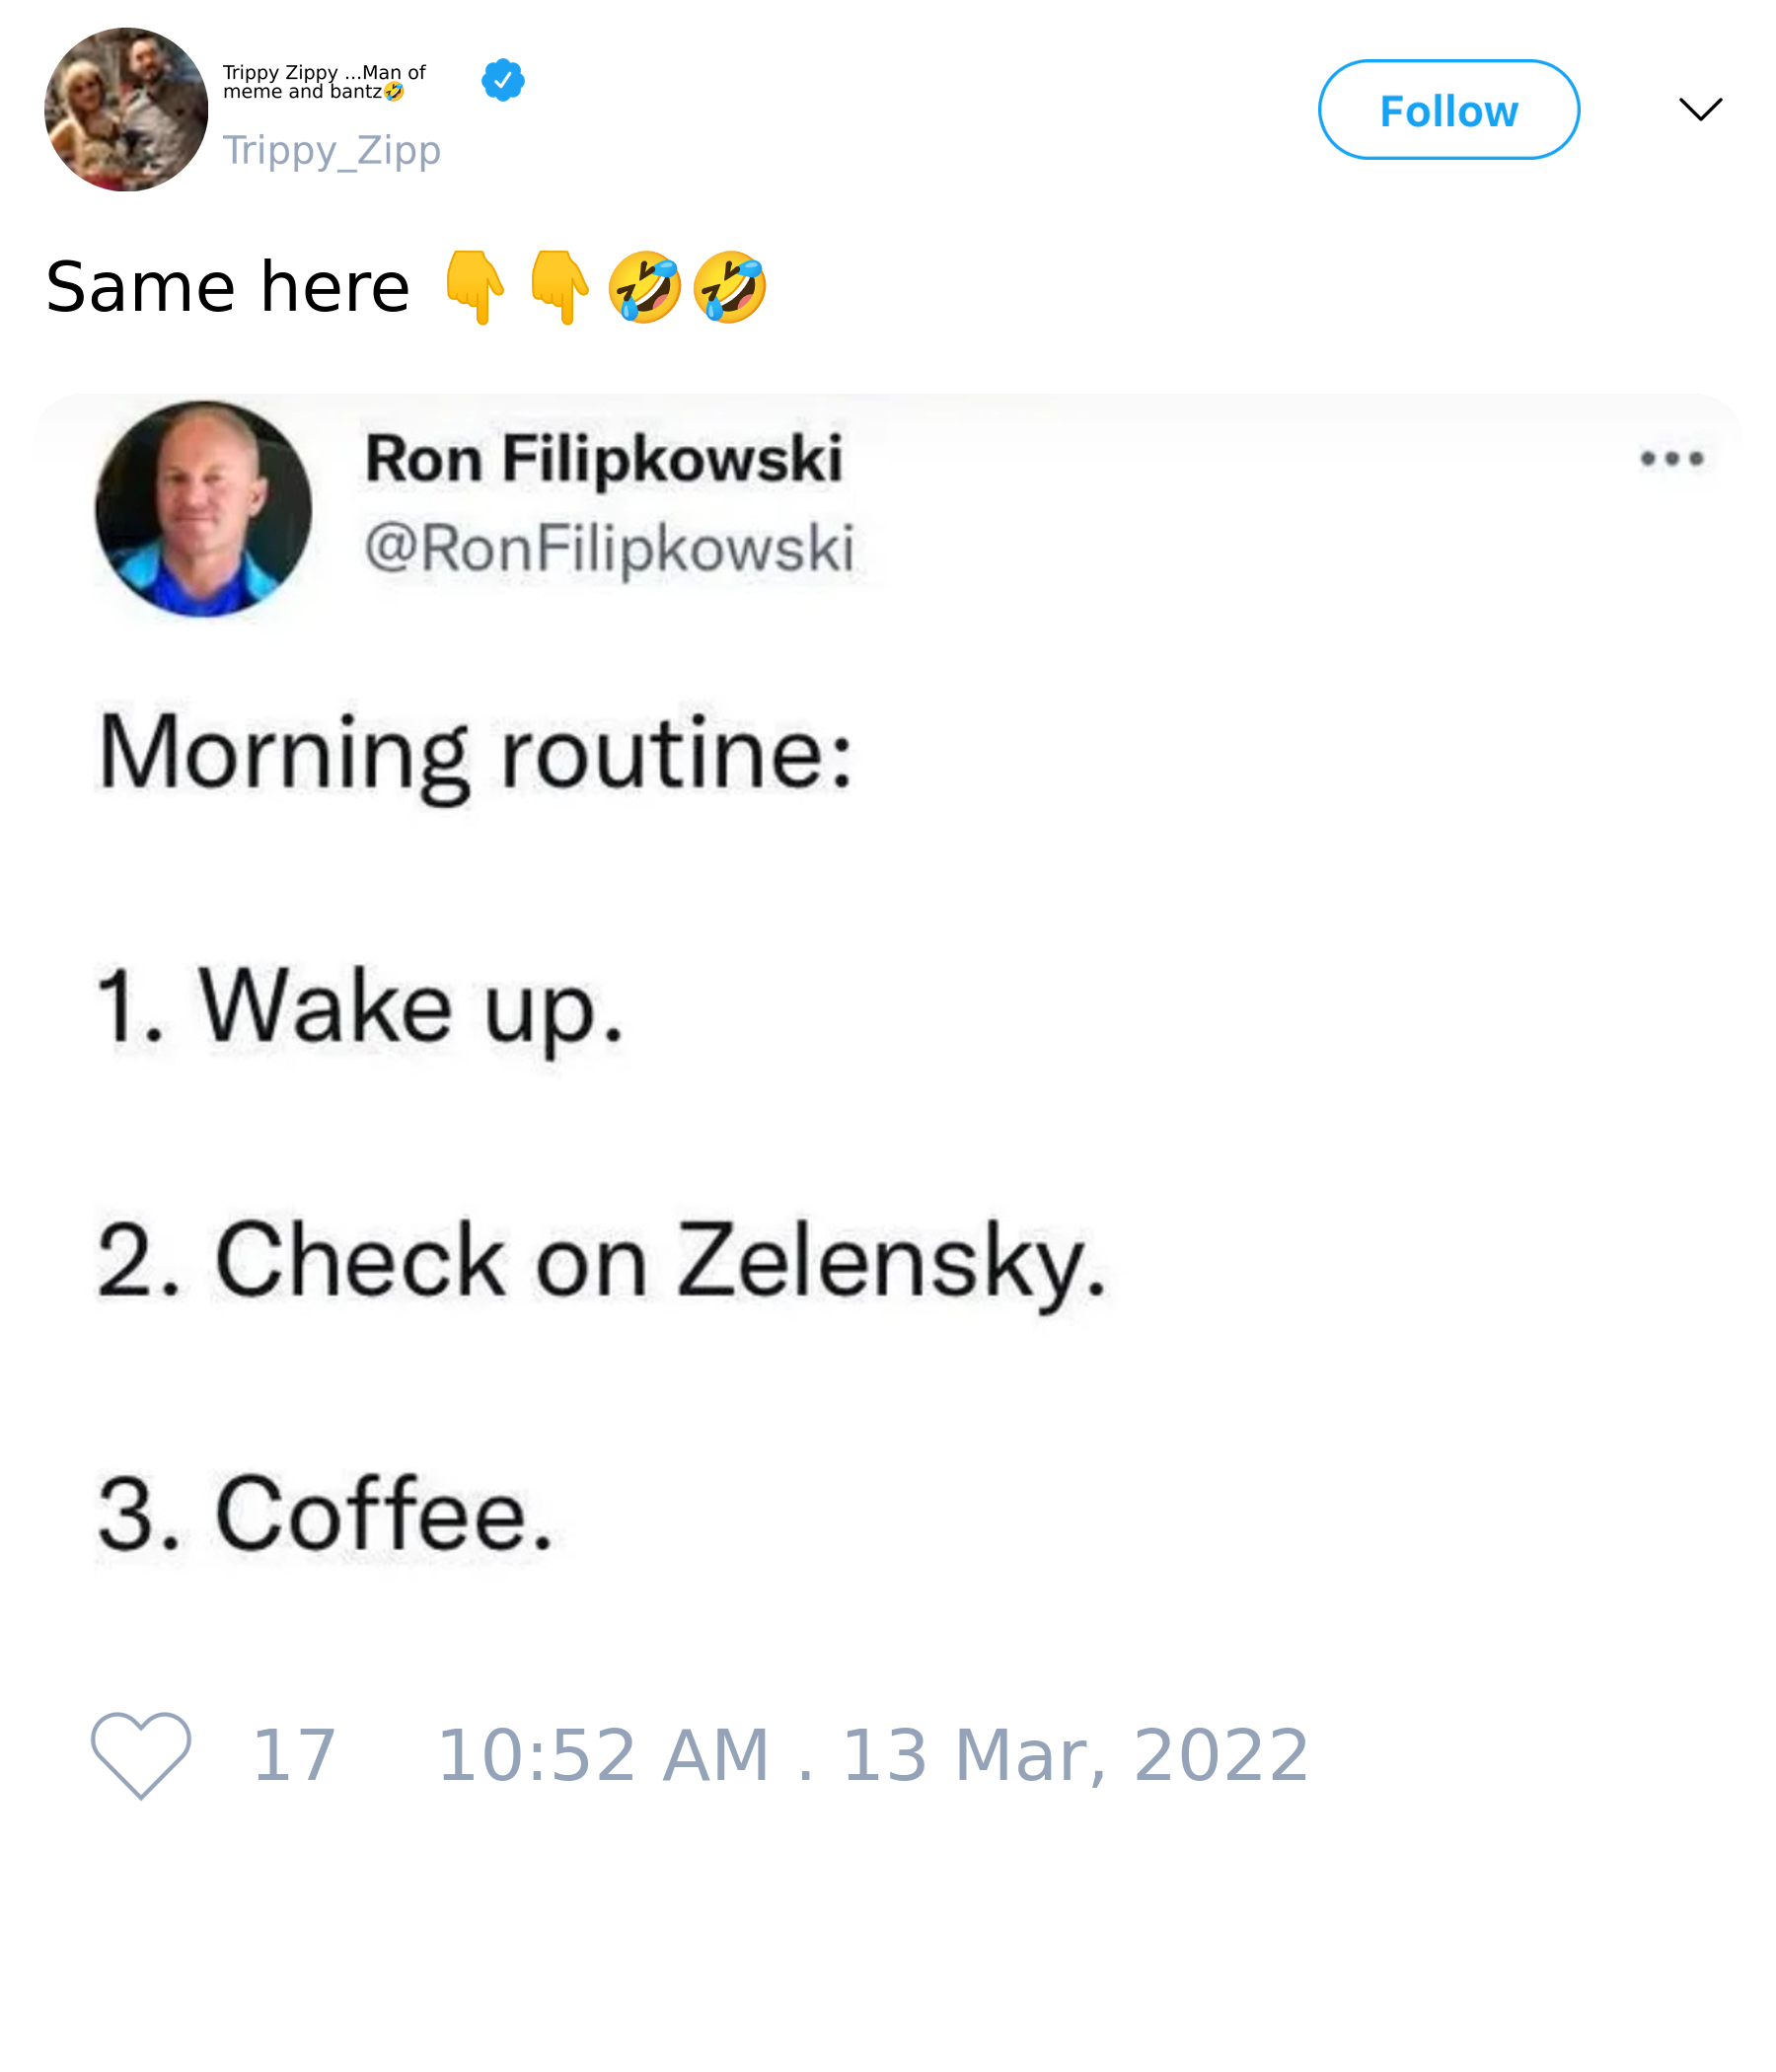 Trippy Zippy ...Man of
meme and bantz🤣
Trippy_Zipp
Follow
Same here 👇👇🤣🤣
Ron Filipkowski
@RonFilipkowski
Morning routine:
1. Wake up.
2. Check on Zelensky.
3. Coffee.
17 10:52 AM . 13 Mar, 2022